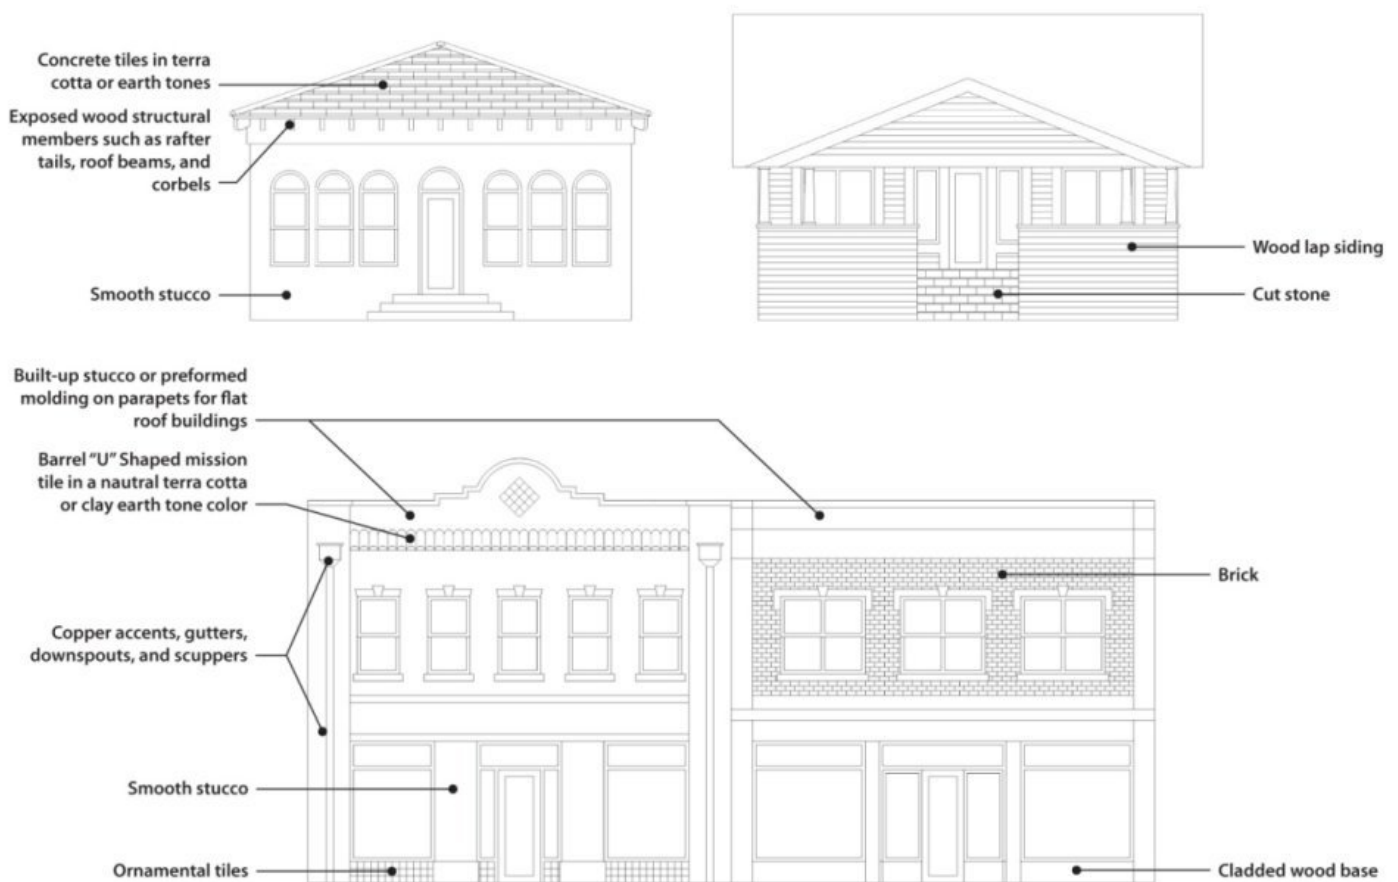 Concrete tiles in terra
cotta or earth tones
Exposed wood structural
members such as rafter
tails, roof beams, and
corbels
Smooth stucco
Wood lap siding
Cut stone
Built-up stucco or preformed
molding on parapets for flat
roof buildings
Barrel “U” Shaped mission
tile in a nautral terra cotta
or clay earth tone color
Brick
Copper accents, gutters,
downspouts, and scuppers
Smooth stucco
Ornamental tiles
Cladded wood base